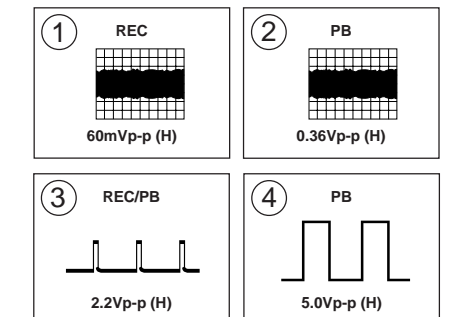 1 REC
60mVp-p (H)
2 PB
0.36Vp-p (H)
3 REC/PB
2.2Vp-p (H)
4 PB
5.0Vp-p (H)